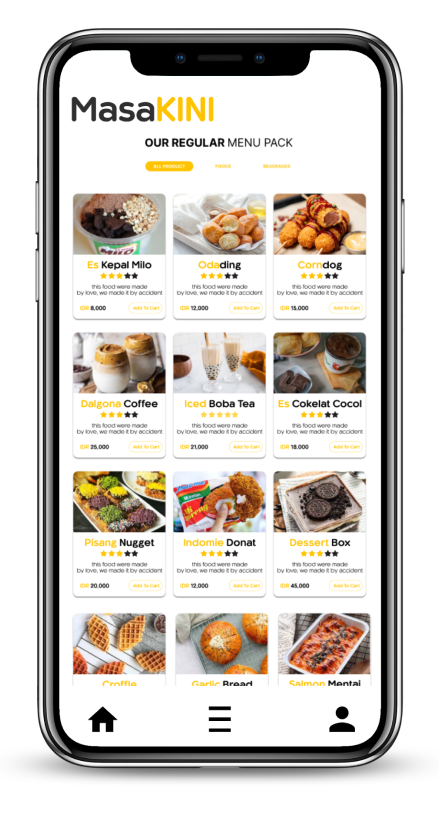 MasaKINI
OUR REGULAR MENU PACK
ALL PRODUCT FOODS BEVERAGES
Es Kepal Milo
this food were made
by love, we made it by accident
IDR 8,000 Add To Cart
Odading
this food were made
by love, we made it by accident
IDR 12,000 Add To Cart
Corndog
this food were made
by love, we made it by accident
IDR 15,000 Add To Cart
Dalgona Coffee
this food were made
by love, we made it by accident
IDR 25,000 Add To Cart
Iced Boba Tea
this food were made
by love, we made it by accident
IDR 21,000 Add To Cart
Es Cokelat Cocol
this food were made
by love, we made it by accident
IDR 18,000 Add To Cart
Pisang Nugget
this food were made
by love, we made it by accident
IDR 20,000 Add To Cart
Indomie
Indomie Donat
this food were made
by love, we made it by accident
IDR 12,000 Add To Cart
Dessert Box
this food were made
by love, we made it by accident
IDR 45,000 Add To Cart
Croffle
Garlic Bread
Salmon Mentai